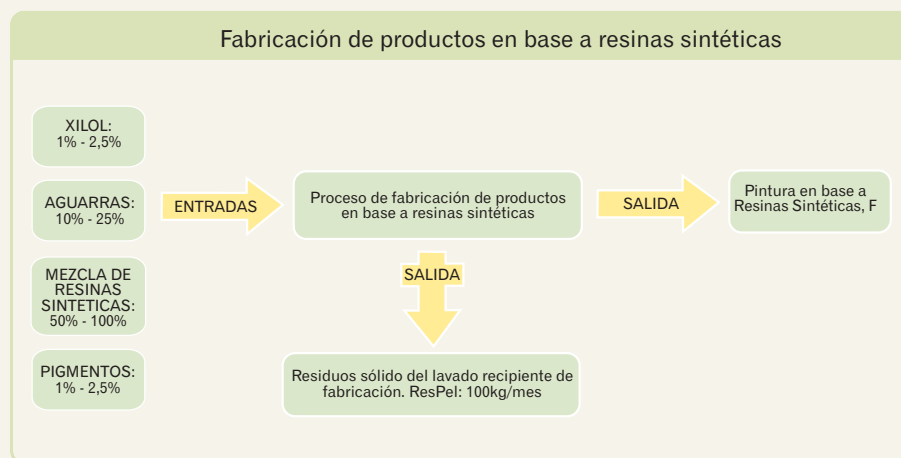 Fabricación de productos en base a resinas sintéticas
XILOL:
1% - 2,5%
AGUARRAS:
10% - 25%
MEZCLA DE
RESINAS
SINTETICAS:
50% - 100%
PIGMENTOS:
1% - 2,5%
ENTRADAS
Proceso de fabricación de productos
en base a resinas sintéticas
SALIDA
Pintura en base a
Resinas Sintéticas, F
SALIDA
Residuos sólido del lavado recipiente de
fabricación. ResPel: 100kg/mes